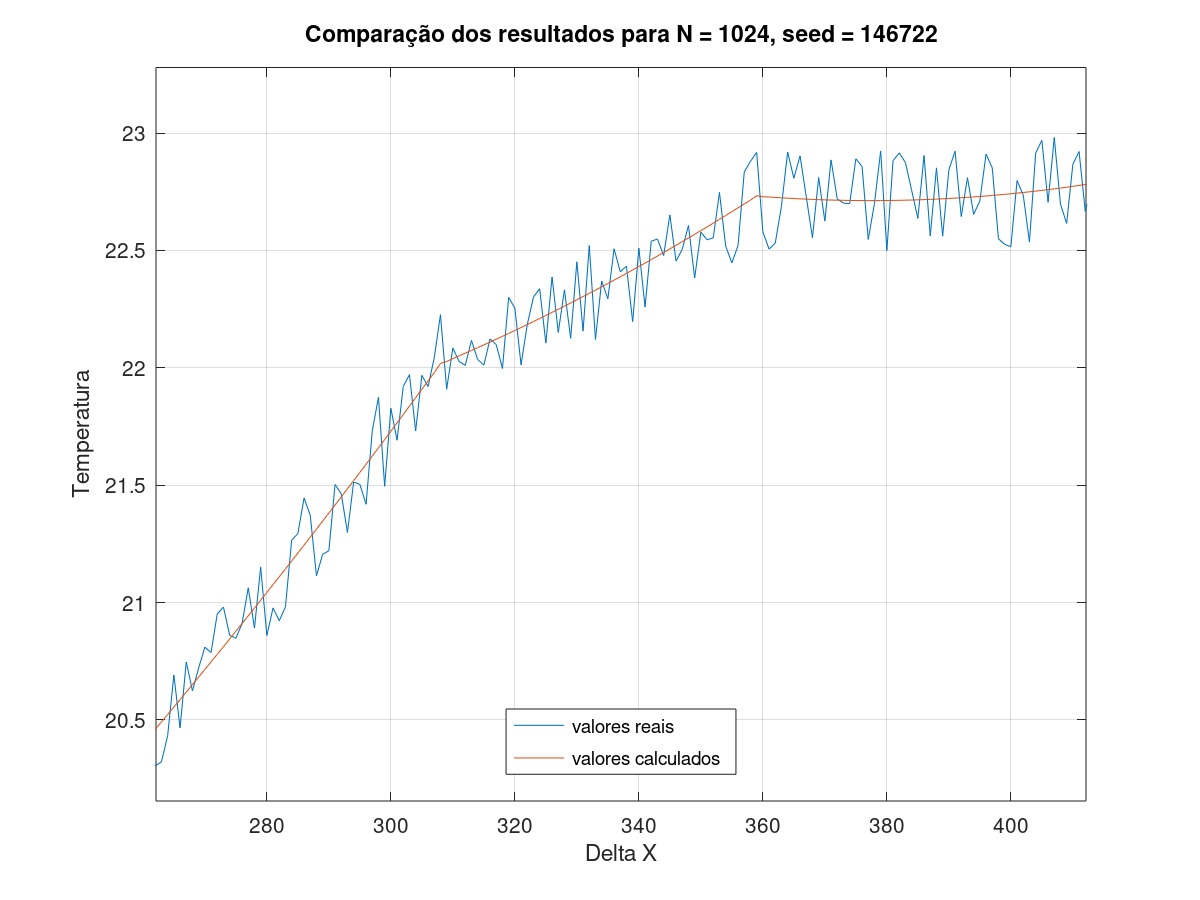 Comparação dos resultados para N = 1024, seed = 146722
23
22.5
22
21.5
21
20.5
Temperatura
valores reais
valores calculados
280 300 320 340 360 380 400
Delta X